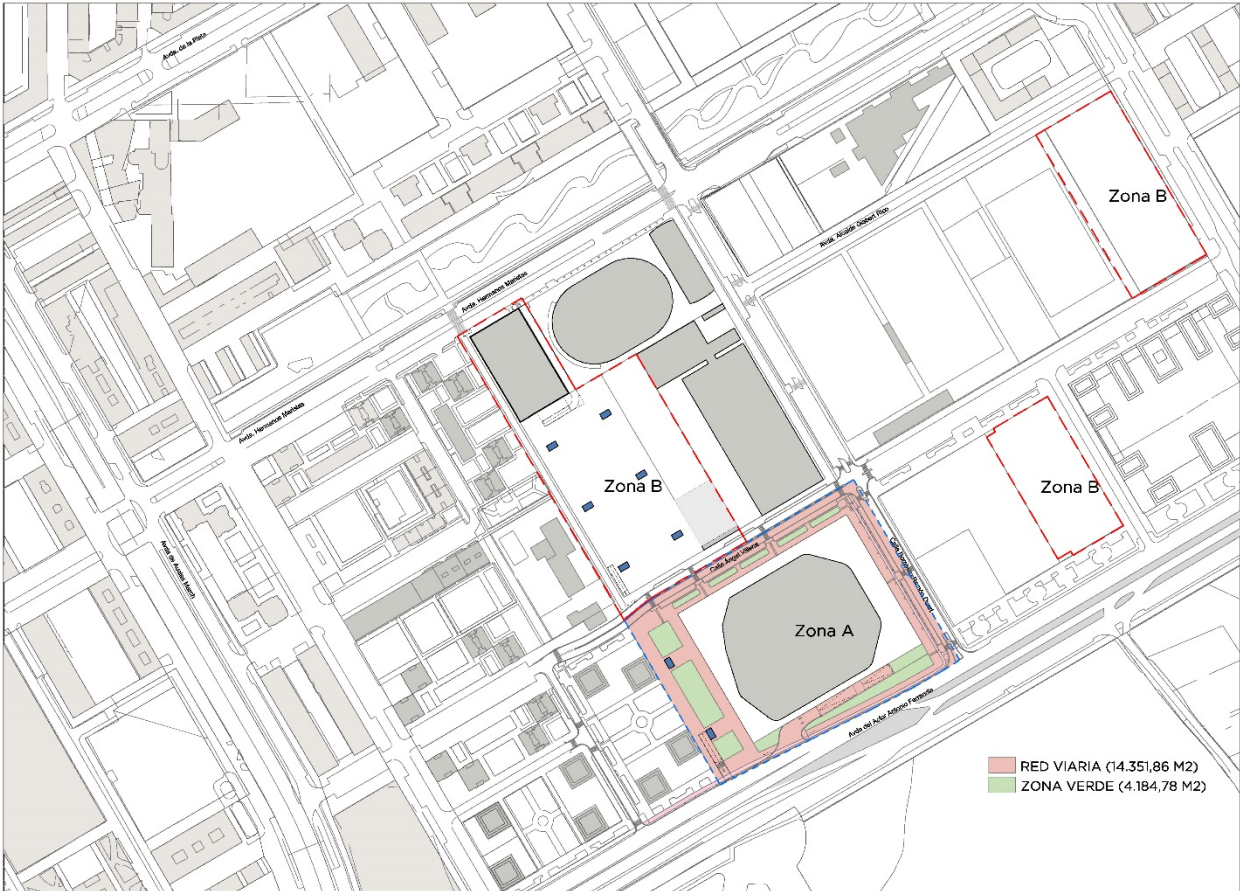 Avda. de la Plata
Zona B
Avda. Alcalde Gisbert Rico
Avda. Hermanos Maristas
Avda. Hermanos Maristas
Zona B
Zona B
Calle Angel Villena
Avda de Ausias March
Zona A
Avda del Actor Antonio Ferrandis
RED VIARIA (14.351,86 M2)
ZONA VERDE (4.184,78 M2)